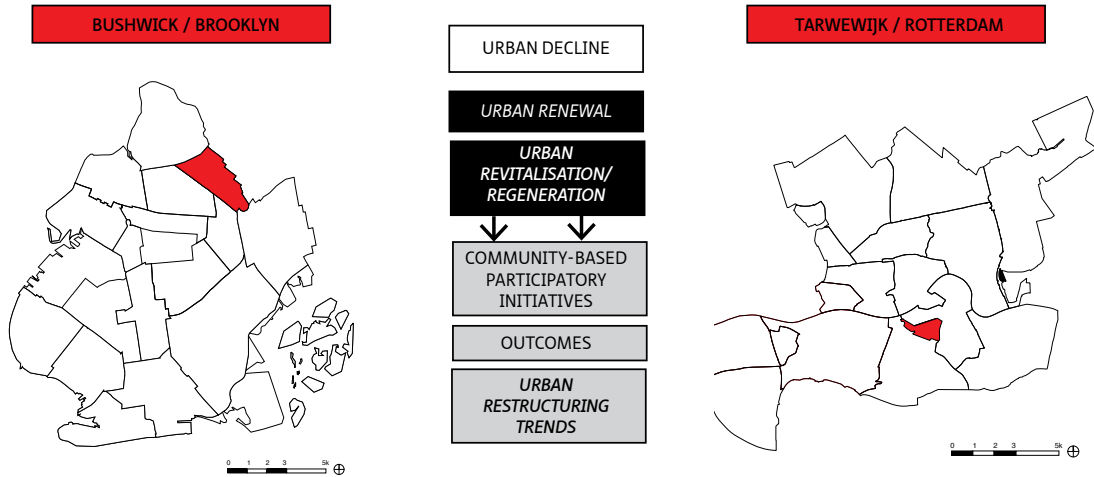 BUSHWICK / BROOKLYN
URBAN DECLINE
TARWEWIJK / ROTTERDAM
URBAN RENEWAL
URBAN
REVITALISATION/
REGENERATION
COMMUNITY-BASED
PARTICIPATORY
INITIATIVES
OUTCOMES
URBAN
RESTRUCTURING
TRENDS
0 1 2 3 5k
0 1 2 3 5k